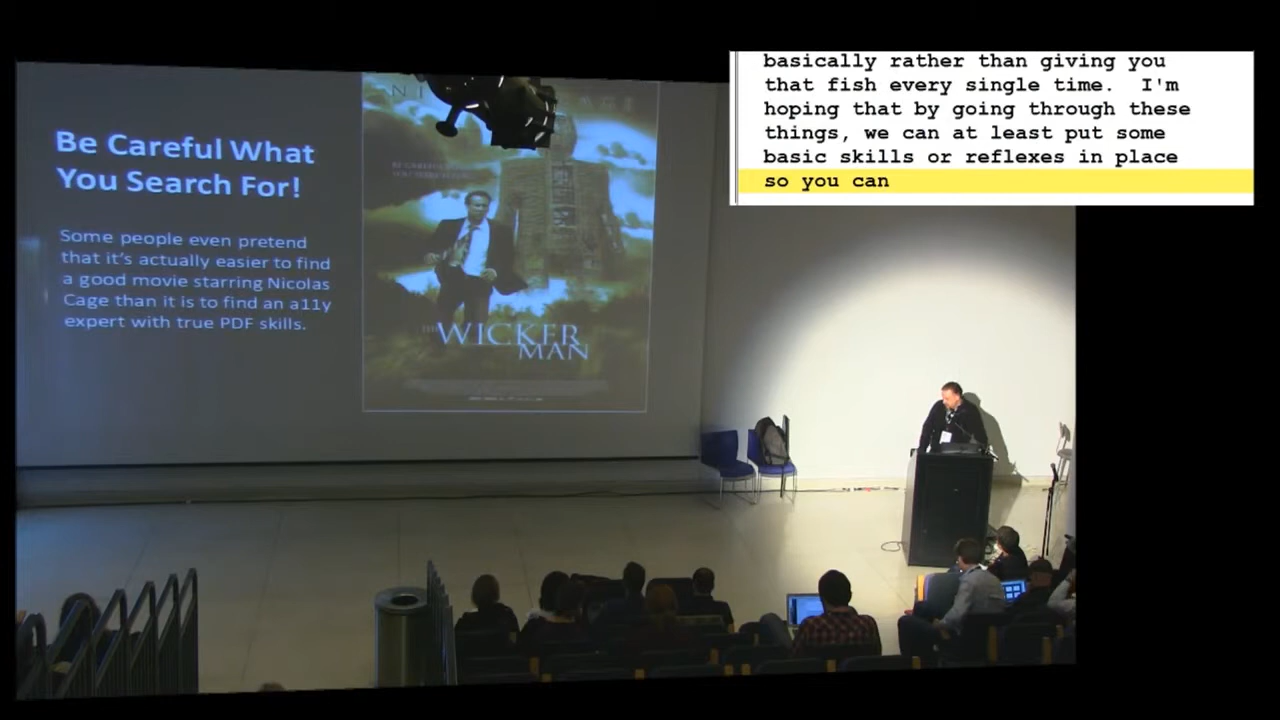 Be Careful What
You Search For!
Some people even pretend
that it's actually easier to find
a good movie starring Nicolas
Cage than it is to find an a11y
expert with true PDF skills.
THE WICKER
MAN
basically rather than giving you
that fish every single time.  I'm
hoping that by going through these
things, we can at least put some
basic skills or reflexes in place
so you can